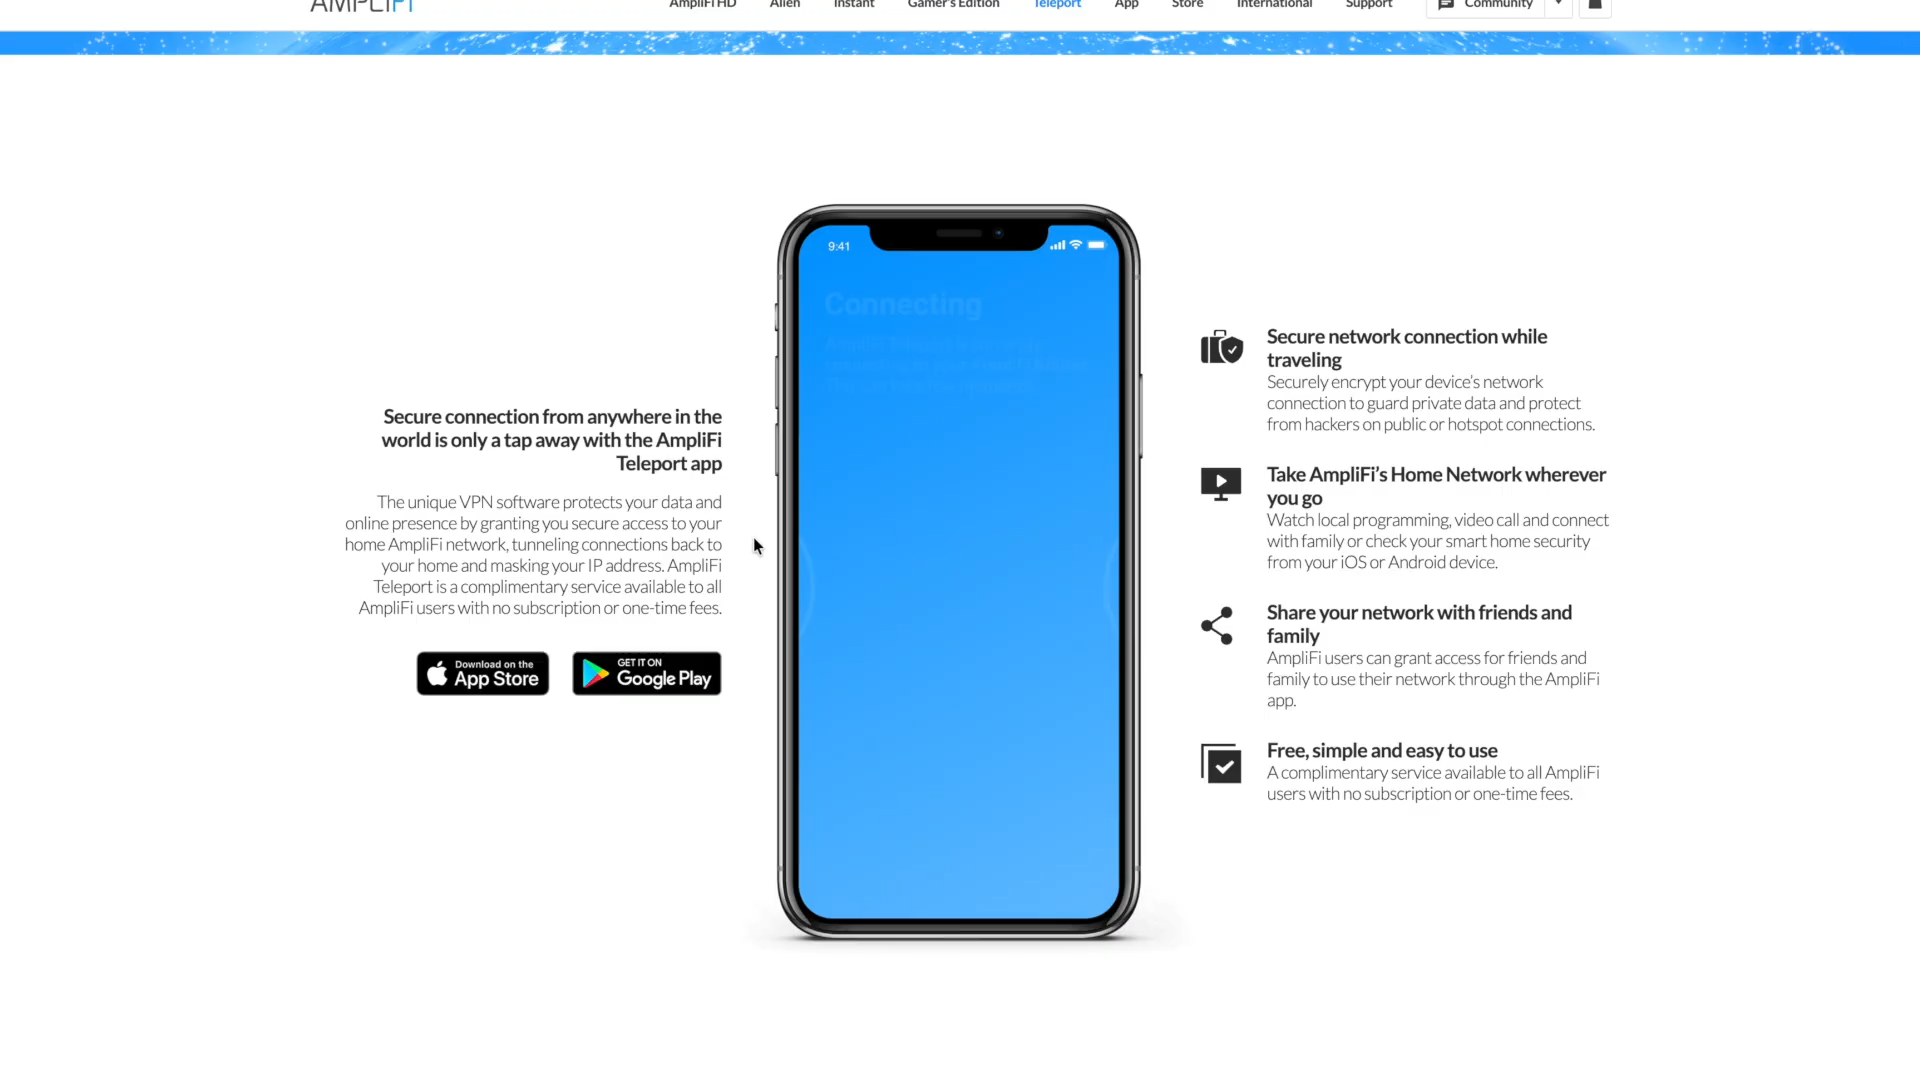 AMPLIFI
AmpliFi HD Alien Instant Gamer's Edition Teleport App Store International Support Community
Secure connection from anywhere in the
world is only a tap away with the AmpliFi
Teleport app
The unique VPN software protects your data and
online presence by granting you secure access to your
home AmpliFi network, tunneling connections back to
your home and masking your IP address. AmpliFi
Teleport is a complimentary service available to all
AmpliFi users with no subscription or one-time fees.
Download on the
App Store
GET IT ON
Google Play
9:41
Connecting
Secure network connection while
traveling
Securely encrypt your device's network
connection to guard private data and protect
from hackers on public or hotspot connections.
Take AmpliFi's Home Network wherever
you go
Watch local programming, video call and connect
with family or check your smart home security
from your iOS or Android device.
Share your network with friends and
family
AmpliFi users can grant access for friends and
family to use their network through the AmpliFi
app.
Free, simple and easy to use
A complimentary service available to all AmpliFi
users with no subscription or one-time fees.